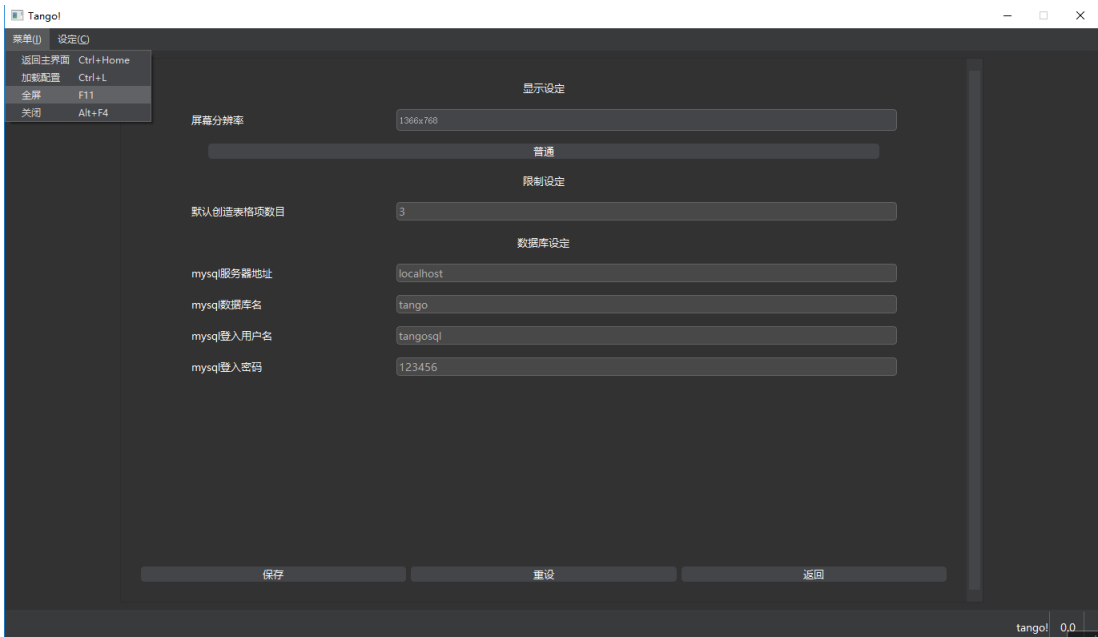 Tango!
菜单(I) 设定(C)
返回主界面 Ctrl+Home
加载配置 Ctrl+L
全屏 F11
关闭 Alt+F4
显示设定
屏幕分辨率 1366x768
普通
限制设定
默认创造表格项数目 3
数据库设定
mysql服务器地址 localhost
mysql数据库名 tango
mysql登入用户名 tangosql
mysql登入密码 123456
保存 重设 返回
tango! 0,0